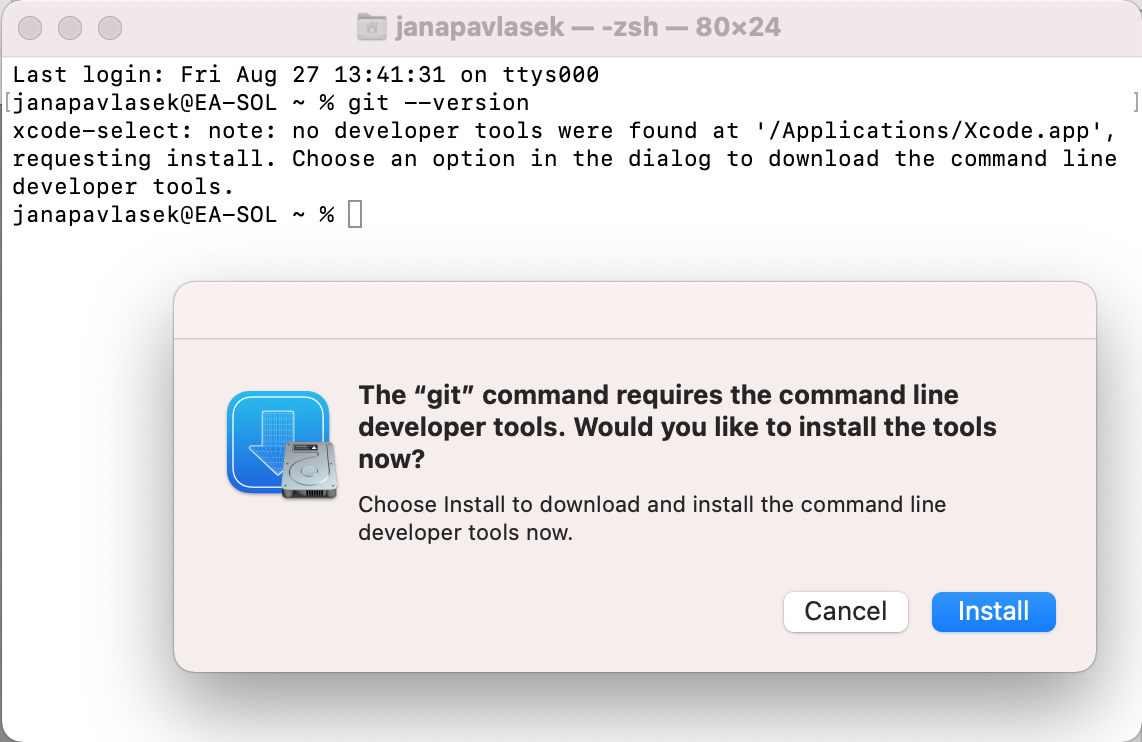 janapavlasek — -zsh — 80×24
Last login: Fri Aug 27 13:41:31 on ttys000
[janapavlasek@EA-SOL ~ % git --version ]
xcode-select: note: no developer tools were found at '/Applications/Xcode.app',
requesting install. Choose an option in the dialog to download the command line
developer tools.
janapavlasek@EA-SOL ~ %
The “git” command requires the command line
developer tools. Would you like to install the tools
now?
Choose Install to download and install the command line
developer tools now.
Cancel Install